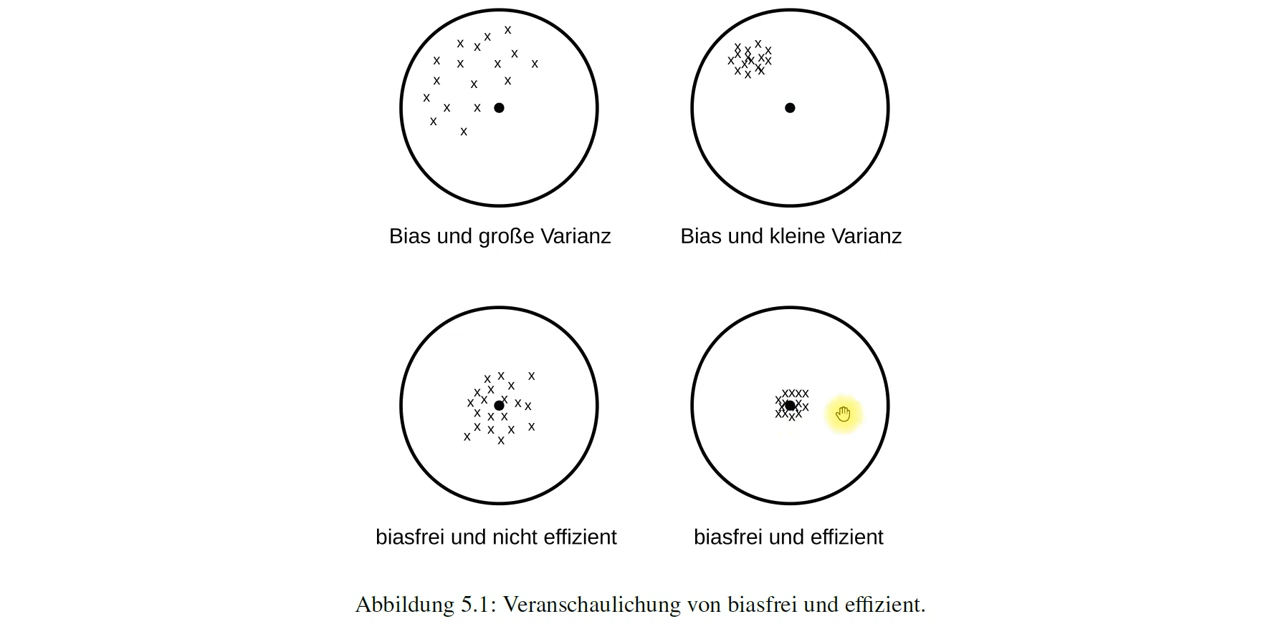 Bias und große Varianz
Bias und kleine Varianz
biasfrei und nicht effizient
biasfrei und effizient
Abbildung 5.1: Veranschaulichung von biasfrei und effizient.